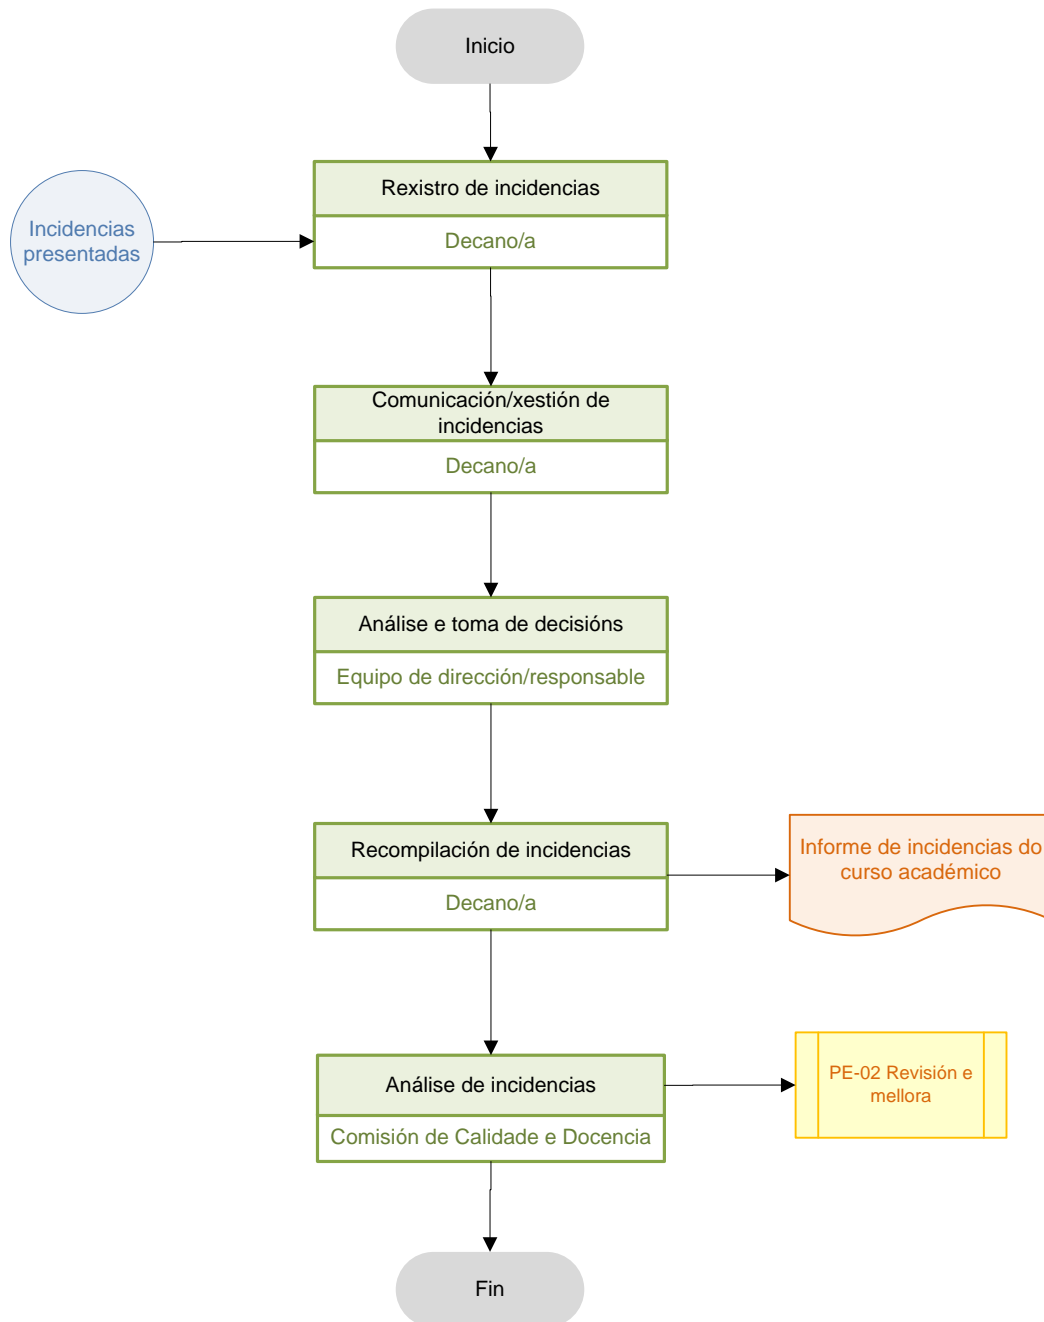 Inicio
Rexistro de incidencias
Decano/a
Incidencias
presentadas
Comunicación/xestión de
incidencias
Decano/a
Análise e toma de decisións
Equipo de dirección/responsable
Recompilación de incidencias
Decano/a
Informe de incidencias do
curso académico
Análise de incidencias
Comisión de Calidade e Docencia
PE-02 Revisión e
mellora
Fin